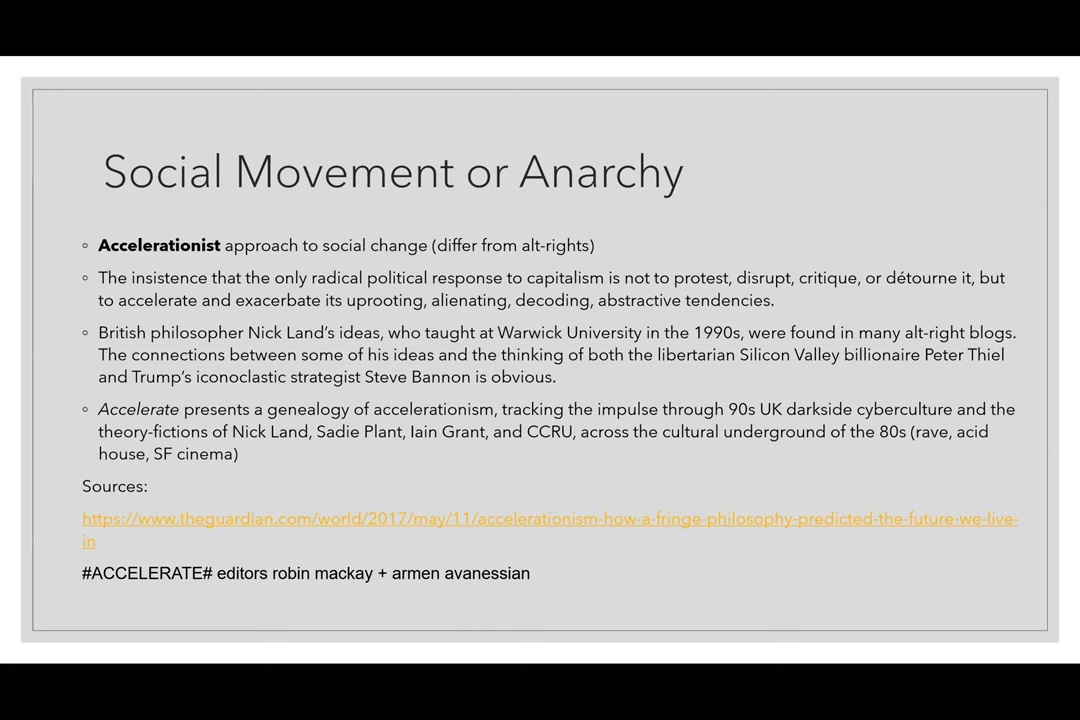 Social Movement or Anarchy
◦ Accelerationist approach to social change (differ from alt-rights)
◦ The insistence that the only radical political response to capitalism is not to protest, disrupt, critique, or détourne it, but
to accelerate and exacerbate its uprooting, alienating, decoding, abstractive tendencies.
◦ British philosopher Nick Land’s ideas, who taught at Warwick University in the 1990s, were found in many alt-right blogs.
The connections between some of his ideas and the thinking of both the libertarian Silicon Valley billionaire Peter Thiel
and Trump’s iconoclastic strategist Steve Bannon is obvious.
◦ Accelerate presents a genealogy of accelerationism, tracking the impulse through 90s UK darkside cyberculture and the
theory-fictions of Nick Land, Sadie Plant, Iain Grant, and CCRU, across the cultural underground of the 80s (rave, acid
house, SF cinema)
Sources:
https://www.theguardian.com/world/2017/may/11/accelerationism-how-a-fringe-philosophy-predicted-the-future-we-live-
in
#ACCELERATE# editors robin mackay + armen avanessian